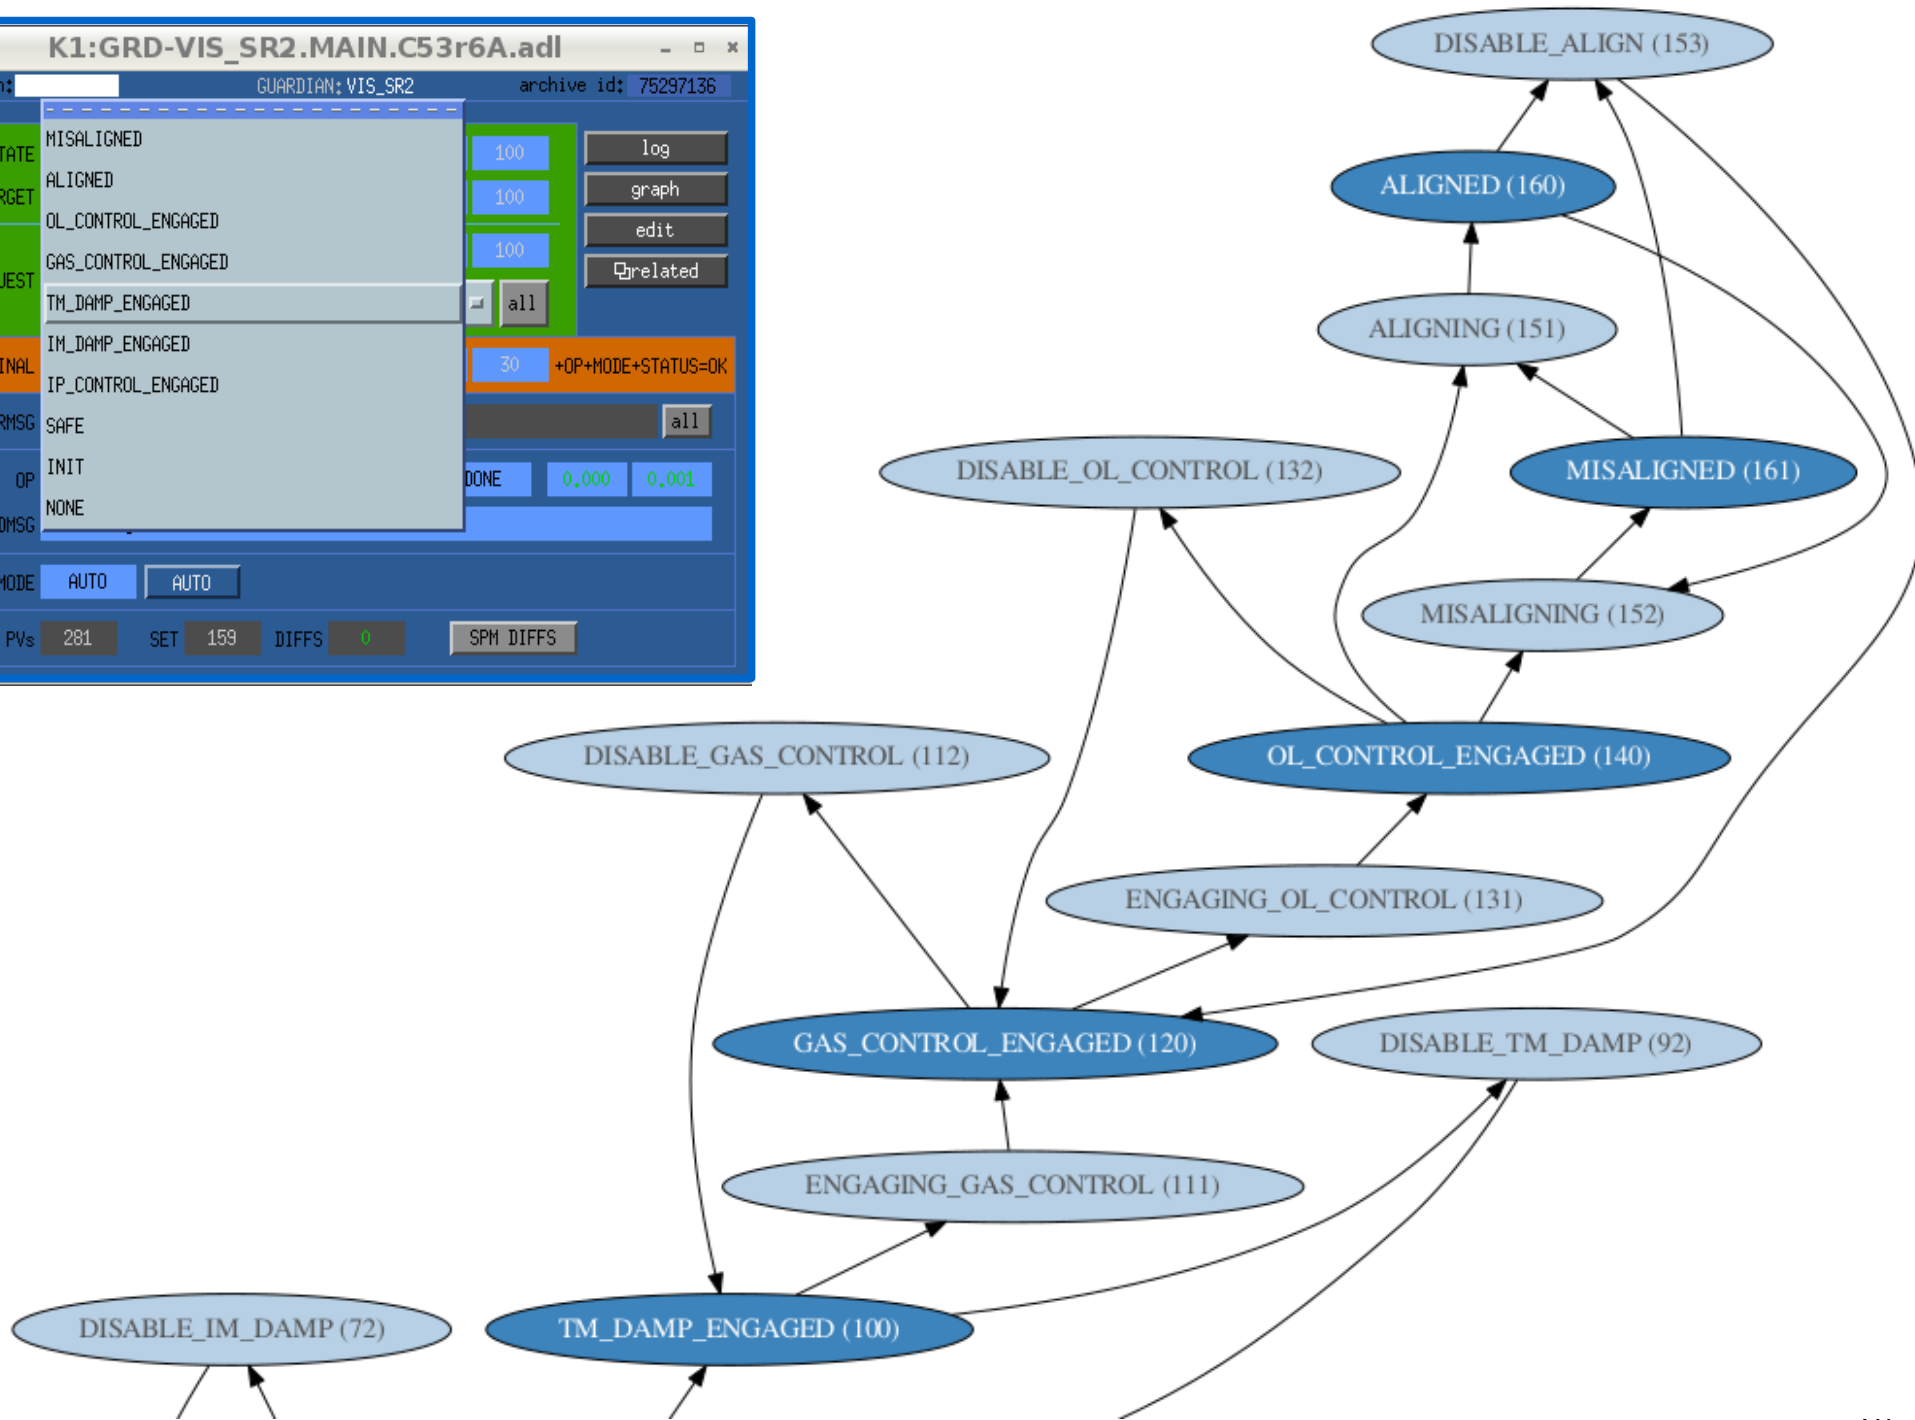 K1:GRD-VIS_SR2.MAIN.C53r6A.adl
GUARDIAN: VIS_SR2
archive id: 75297136
MISALIGNED
ALIGNED
OL_CONTROL_ENGAGED
GAS_CONTROL_ENGAGED
TM_DAMP_ENGAGED
IM_DAMP_ENGAGED
IP_CONTROL_ENGAGED
SAFE
INIT
NONE
100
100
100
all
log
graph
edit
related
30
+OP+MODE+STATUS=OK
all
OP
DONE
0.000
0.001
MODE
AUTO
AUTO
PVs
281
SET
159
DIFFS
0
SPM DIFFS
DISABLE_ALIGN (153)
ALIGNED (160)
ALIGNING (151)
DISABLE_OL_CONTROL (132)
MISALIGNED (161)
MISALIGNING (152)
DISABLE_GAS_CONTROL (112)
OL_CONTROL_ENGAGED (140)
ENGAGING_OL_CONTROL (131)
GAS_CONTROL_ENGAGED (120)
DISABLE_TM_DAMP (92)
ENGAGING_GAS_CONTROL (111)
DISABLE_IM_DAMP (72)
TM_DAMP_ENGAGED (100)